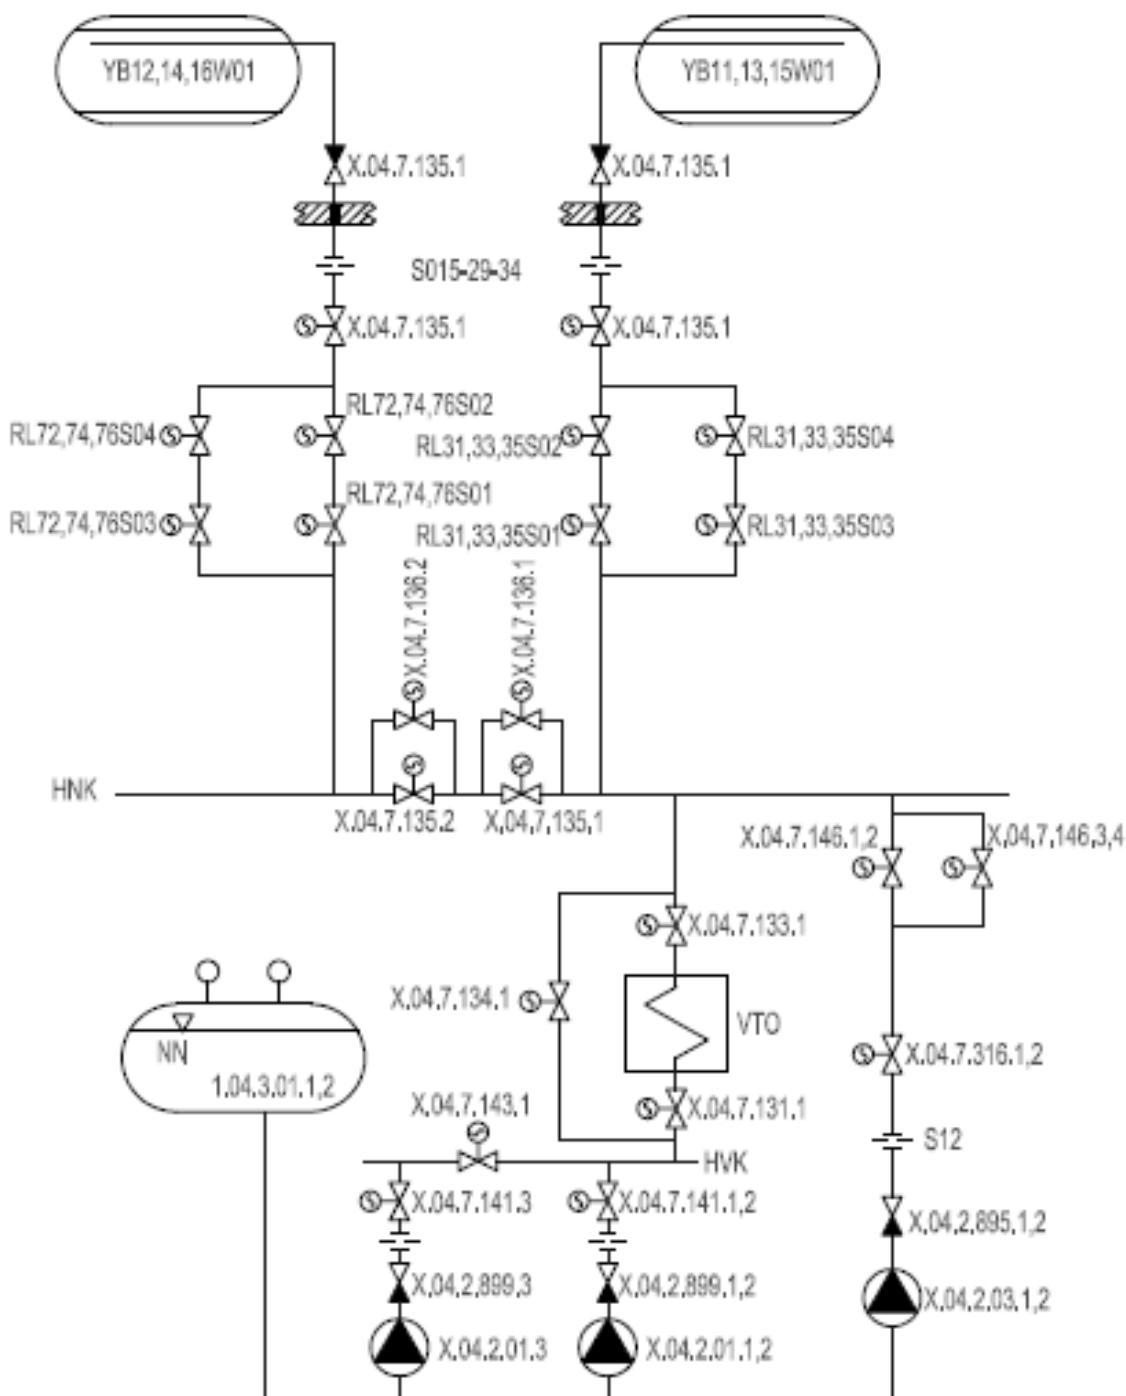 YB12,14,16W01
YB11,13,15W01
X.04.7.135.1
X.04.7.135.1
S015-29-34
X.04.7.135.1
X.04.7.135.1
RL72,74,76S02
RL72,74,76S04
RL31,33,35S02
RL31,33,35S04
RL72,74,76S01
RL72,74,76S03
RL31,33,35S01
RL31,33,35S03
X.04.7.136.2
X.04.7.136.1
HNK
X.04.7.135.2
X,04,7,135,1
X.04.7.146.1,2
X,04,7,146,3,4
X.04.7.133.1
X.04.7.134.1
VTO
NN
1.04.3.01.1,2
X.04.7.316.1,2
X.04.7.143.1
X.04.7.131.1
S12
HVK
X.04.7.141.3
X.04.7.141.1,2
X,04,2,895,1,2
X,04,2,899,3
X.04.2.899.1,2
X,04,2,03,1,2
X.04.2.01.3
X.04.2.01.1,2